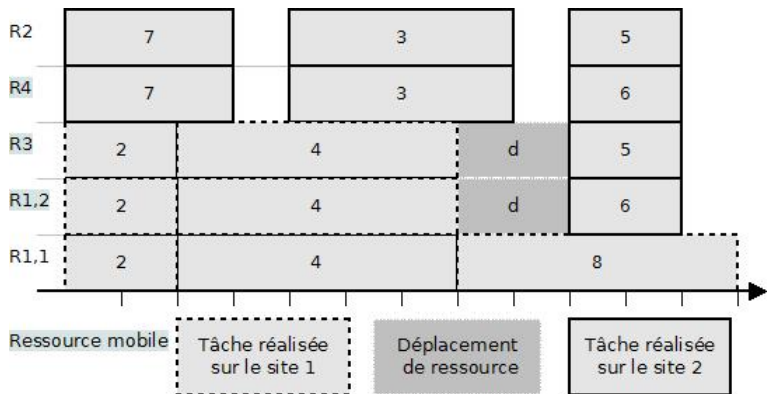 R2 7 3 5
R4 7 3 6
R3 2 4 d 5
R1,2 2 4 d 6
R1,1 2 4 8
Ressource mobile
Tâche réalisée
sur le site 1
Déplacement
de ressource
Tâche réalisée
sur le site 2